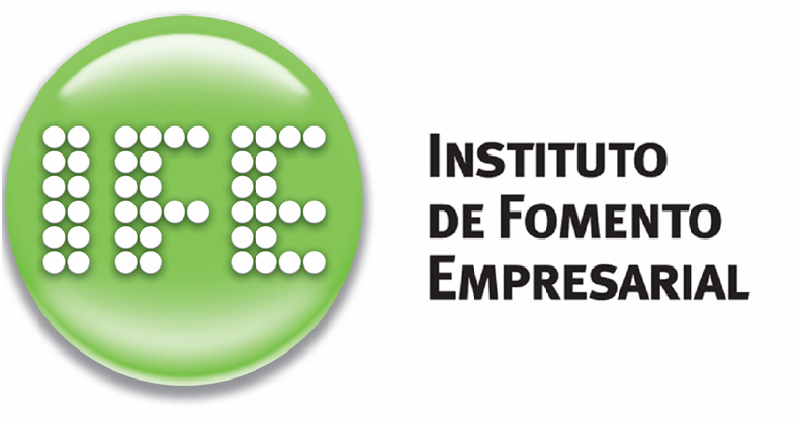 IFE
INSTITUTO
DE FOMENTO
EMPRESARIAL